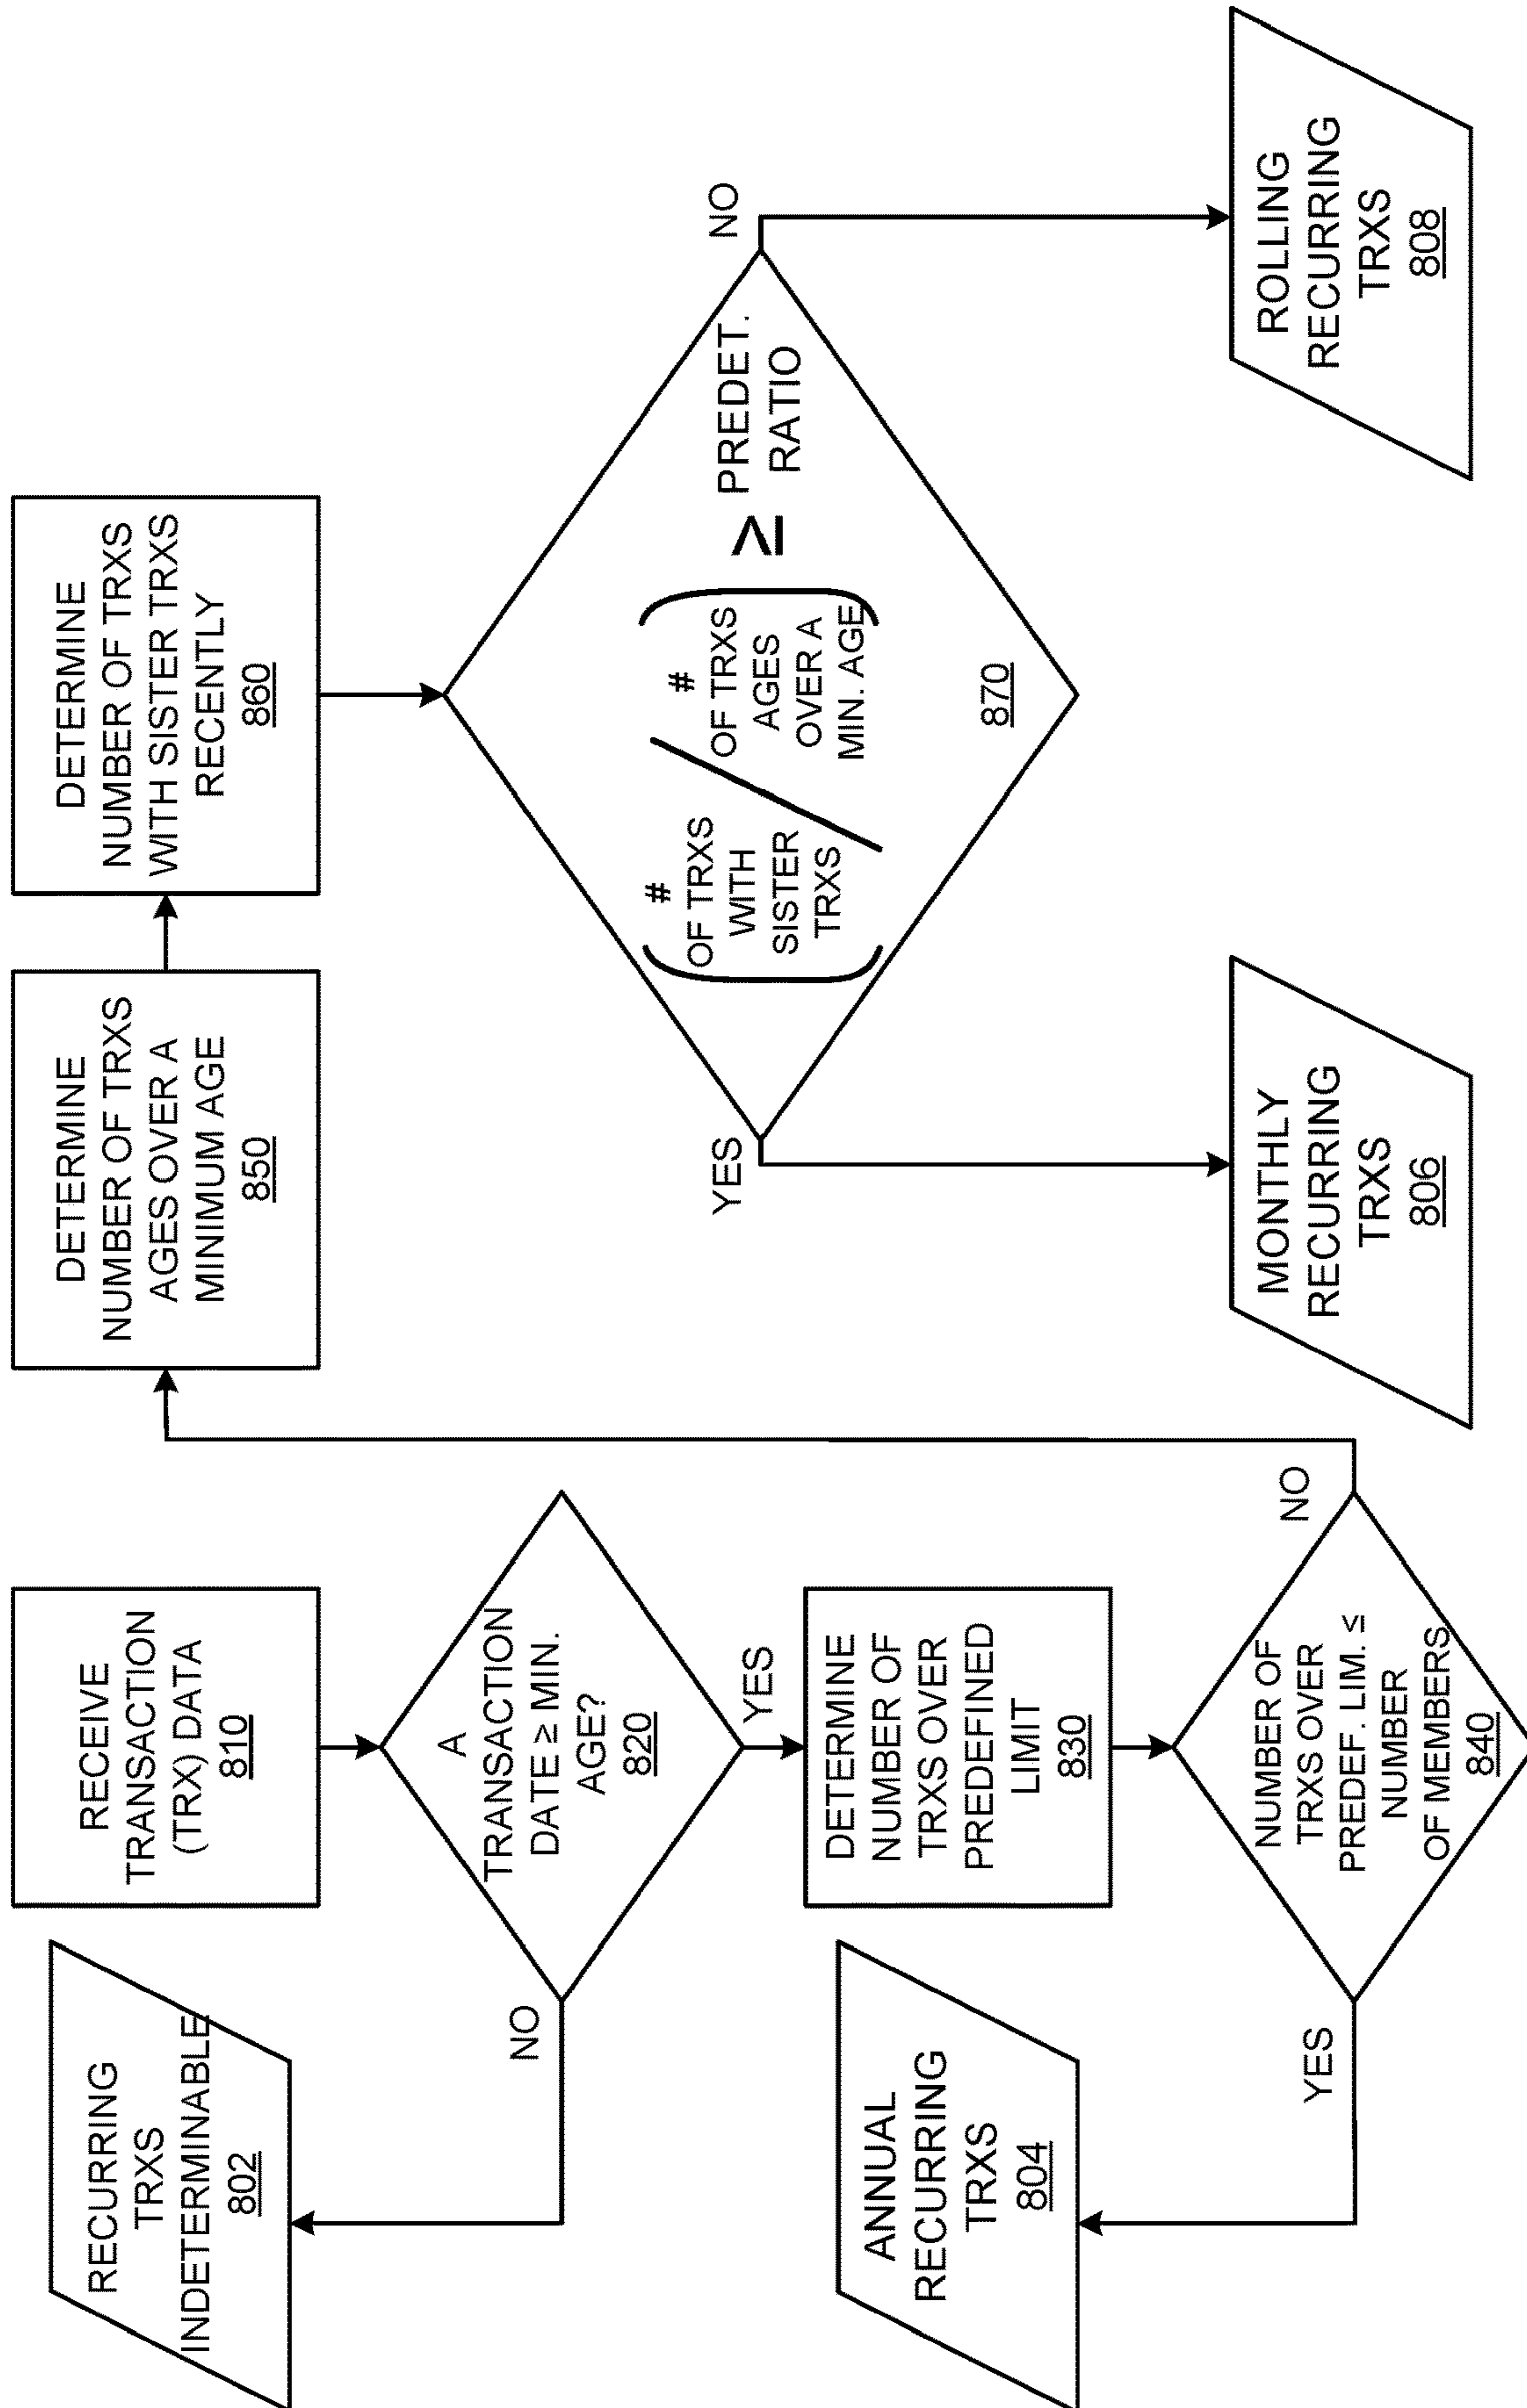 RECURRING
TRXS
INDETERMINABLE
802
RECEIVE
TRANSACTION
(TRX) DATA
810
A
TRANSACTION
DATE ≥ MIN.
AGE?
820
NO
YES
ANNUAL
RECURRING
TRXS
804
DETERMINE
NUMBER OF
TRXS OVER
PREDEFINED
LIMIT
830
NUMBER OF
TRXS OVER
PREDEF. LIM. ≤
NUMBER
OF MEMBERS
840
YES
NO
DETERMINE
NUMBER OF TRXS
AGES OVER A
MINIMUM AGE
850
DETERMINE
NUMBER OF TRXS
WITH SISTER TRXS
RECENTLY
860
#
OF TRXS
WITH
SISTER
TRXS
/
#
OF TRXS
AGES
OVER A
MIN. AGE
≥
PREDET.
RATIO
870
YES
NO
MONTHLY
RECURRING
TRXS
806
ROLLING
RECURRING
TRXS
808